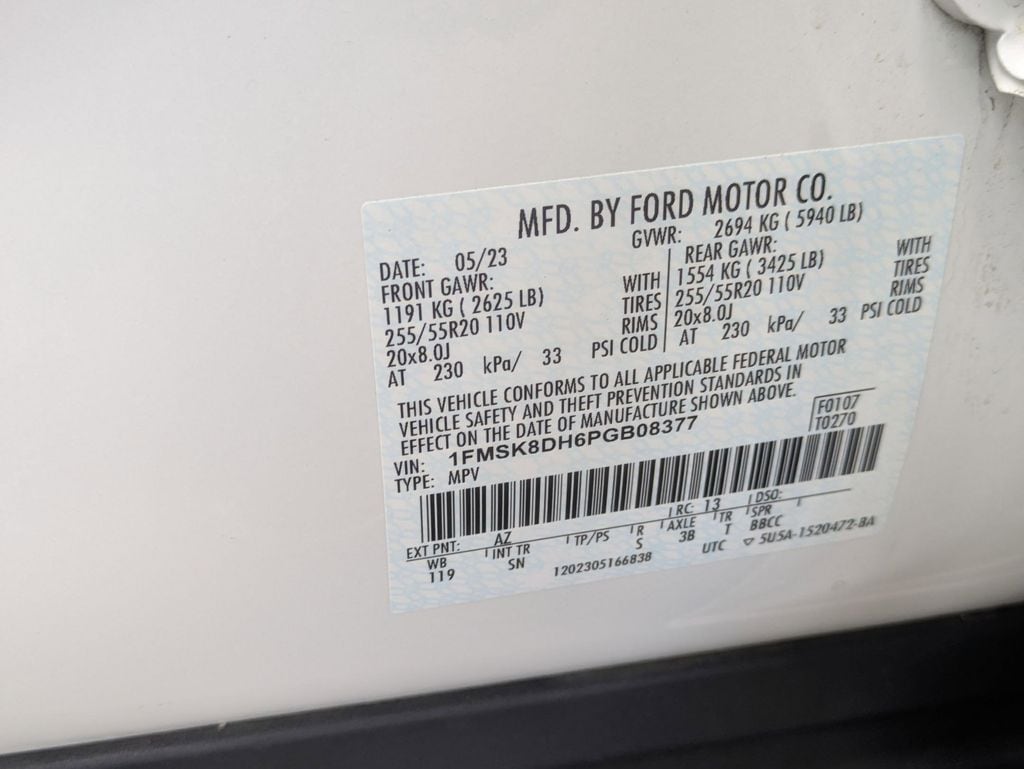 MFD. BY FORD MOTOR CO.
DATE: 05/23
GVWR: 2694 KG ( 5940 LB)
FRONT GAWR:
1191 KG ( 2625 LB) WITH
255/55R20 110V TIRES
20x8.0J RIMS
AT 230 kPa/ 33 PSI COLD
REAR GAWR:
1554 KG ( 3425 LB) WITH
255/55R20 110V TIRES
20x8.0J RIMS
AT 230 kPa/ 33 PSI COLD
THIS VEHICLE CONFORMS TO ALL APPLICABLE FEDERAL MOTOR
VEHICLE SAFETY AND THEFT PREVENTION STANDARDS IN
EFFECT ON THE DATE OF MANUFACTURE SHOWN ABOVE.
VIN: 1FMSK8DH6PGB08377
F0107
T0270
TYPE: MPV
EXT PNT: AZ RC: 13 DSO:
WB INT TR TP/PS R AXLE TR SPR
119 SN S 3B T BBCC
1202305166838 UTC ▽ 5U5A-1520472-BA